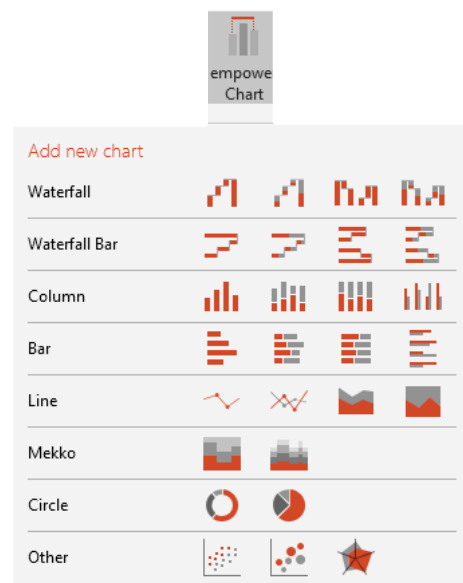 empowe
Chart
Add new chart
Waterfall
Waterfall Bar
Column
Bar
Line
Mekko
Circle
Other